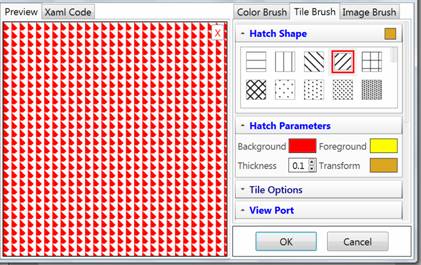 Preview Xaml Code
X
Color Brush Tile Brush Image Brush
- Hatch Shape
- Hatch Parameters
Background Foreground
Thickness 0.1 Transform
- Tile Options
- View Port
OK Cancel